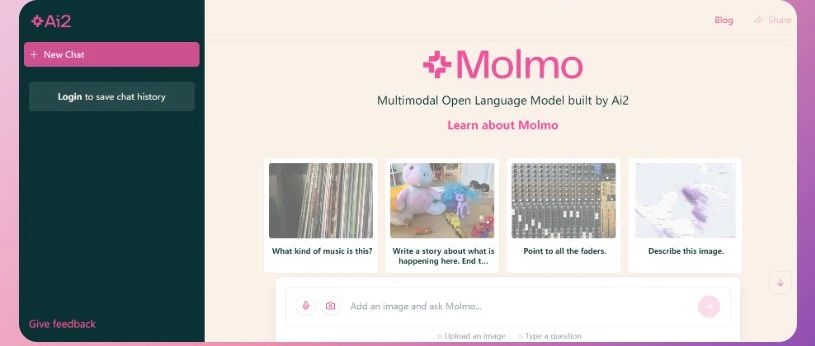 Ai2
Blog
Share
+ New Chat
Login to save chat history
Molmo
Multimodal Open Language Model built by Ai2
Learn about Molmo
What kind of music is this?
Write a story about what is
happening here. End t...
Point to all the faders.
Describe this image.
Add an image and ask Molmo...
Upload an image
Type a question
Give feedback